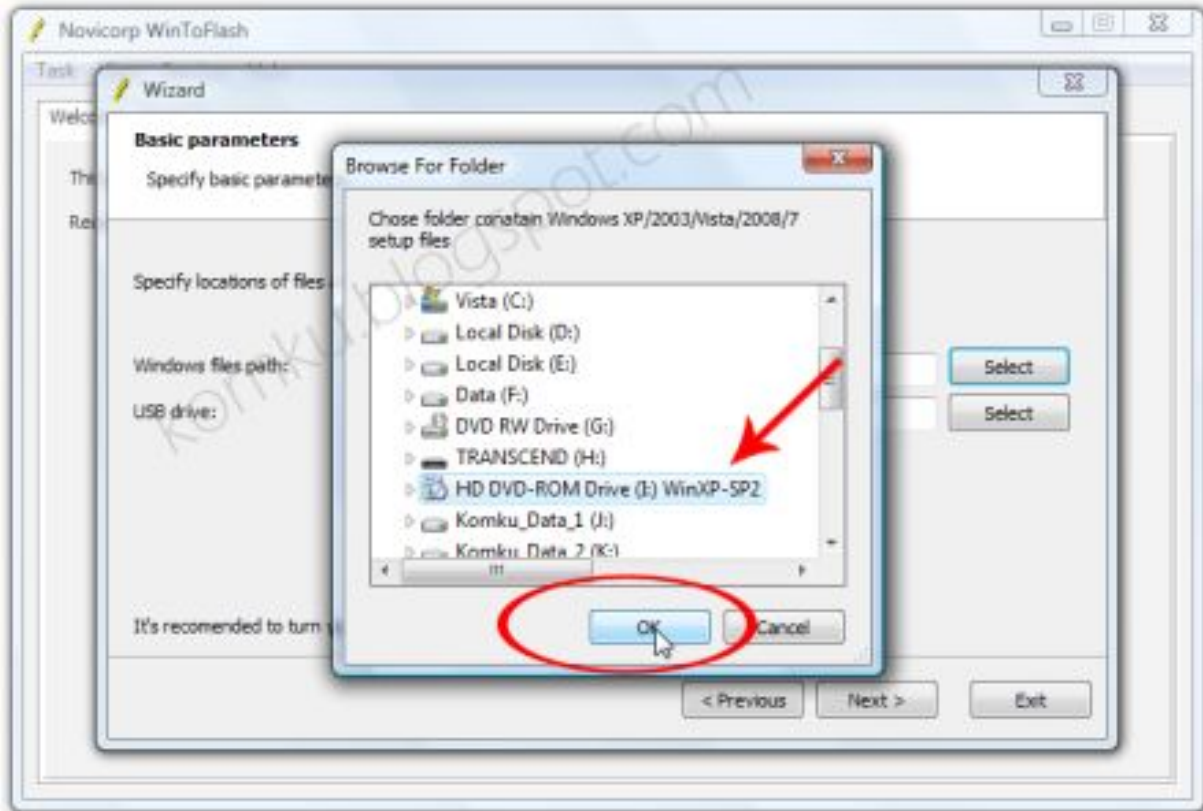 Novicorp WinToFlash
Task
Wizard
Basic parameters
Browse For Folder
Specify basic paramete
Chose folder conatain Windows XP/2003/Vista/2008/7
setup files
Specify locations of files
Vista (C:)
Local Disk (D:)
Local Disk (E:)
Windows files path:
Select
Data (F:)
USB drive:
Select
DVD RW Drive (G:)
TRANSCEND (H:)
HD DVD-ROM Drive (I:) WinXP-SP2
Komku_Data_1 (J:)
Komku_Data_2 (K:)
It's recomended to turn
OK
Cancel
< Previous
Next >
Exit
komku.blogspot.com